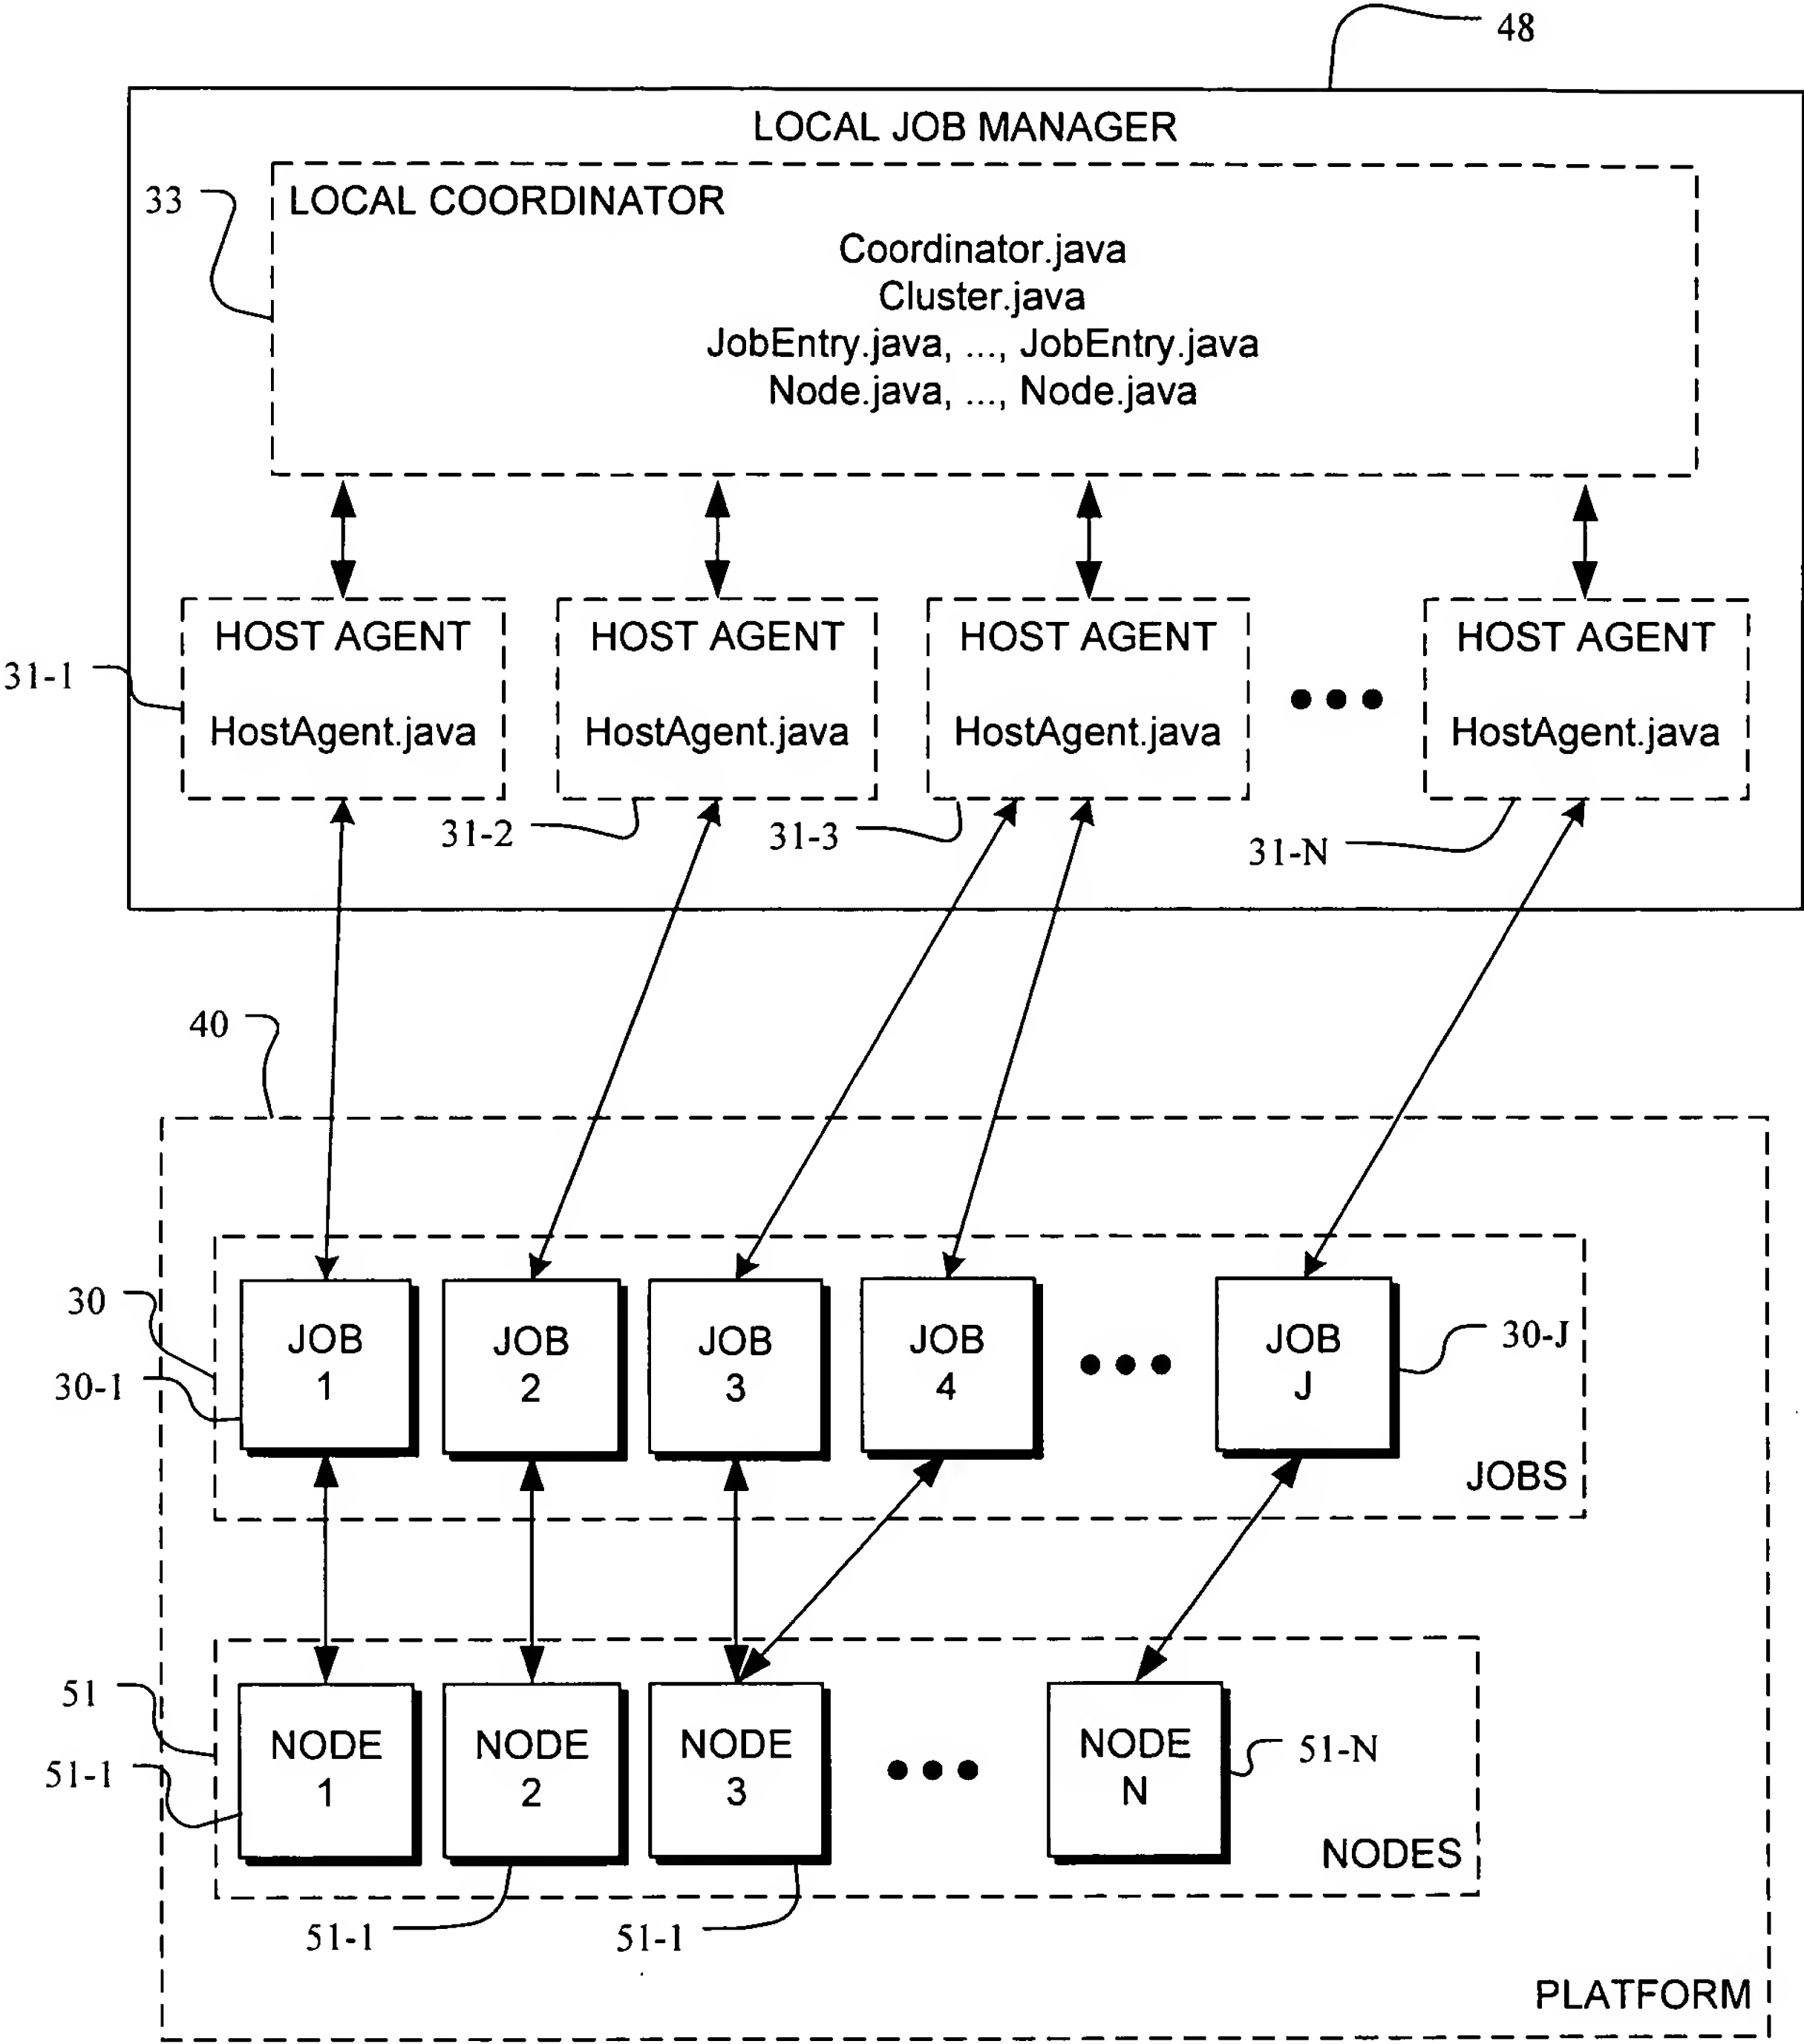 48
LOCAL JOB MANAGER
33
LOCAL COORDINATOR
Coordinator.java
Cluster.java
JobEntry.java, ..., JobEntry.java
Node.java, ..., Node.java
HOST AGENT
HostAgent.java
31-1
HOST AGENT
HostAgent.java
31-2
HOST AGENT
HostAgent.java
31-3
HOST AGENT
HostAgent.java
31-N
40
30
30-1
JOB
1
JOB
2
JOB
3
JOB
4
JOB
J
30-J
JOBS
51
51-1
NODE
1
NODE
2
NODE
3
NODE
N
51-N
NODES
51-1
51-1
PLATFORM